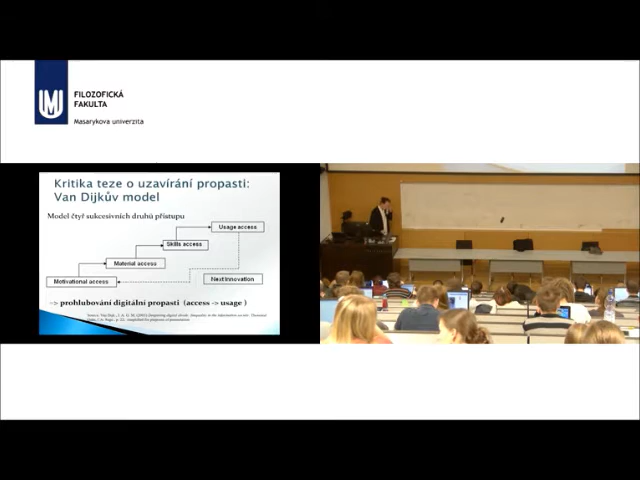 FILOZOFICKÁ
FAKULTA
Masarykova univerzita
Kritika teze o uzavírání propasti:
Van Dijkův model
Model čtyř sukcesivních druhů přístupu
Usage access
Skills access
Material access
Motivational access
Next innovation
-> prohlubování digitální propasti (access -> usage )